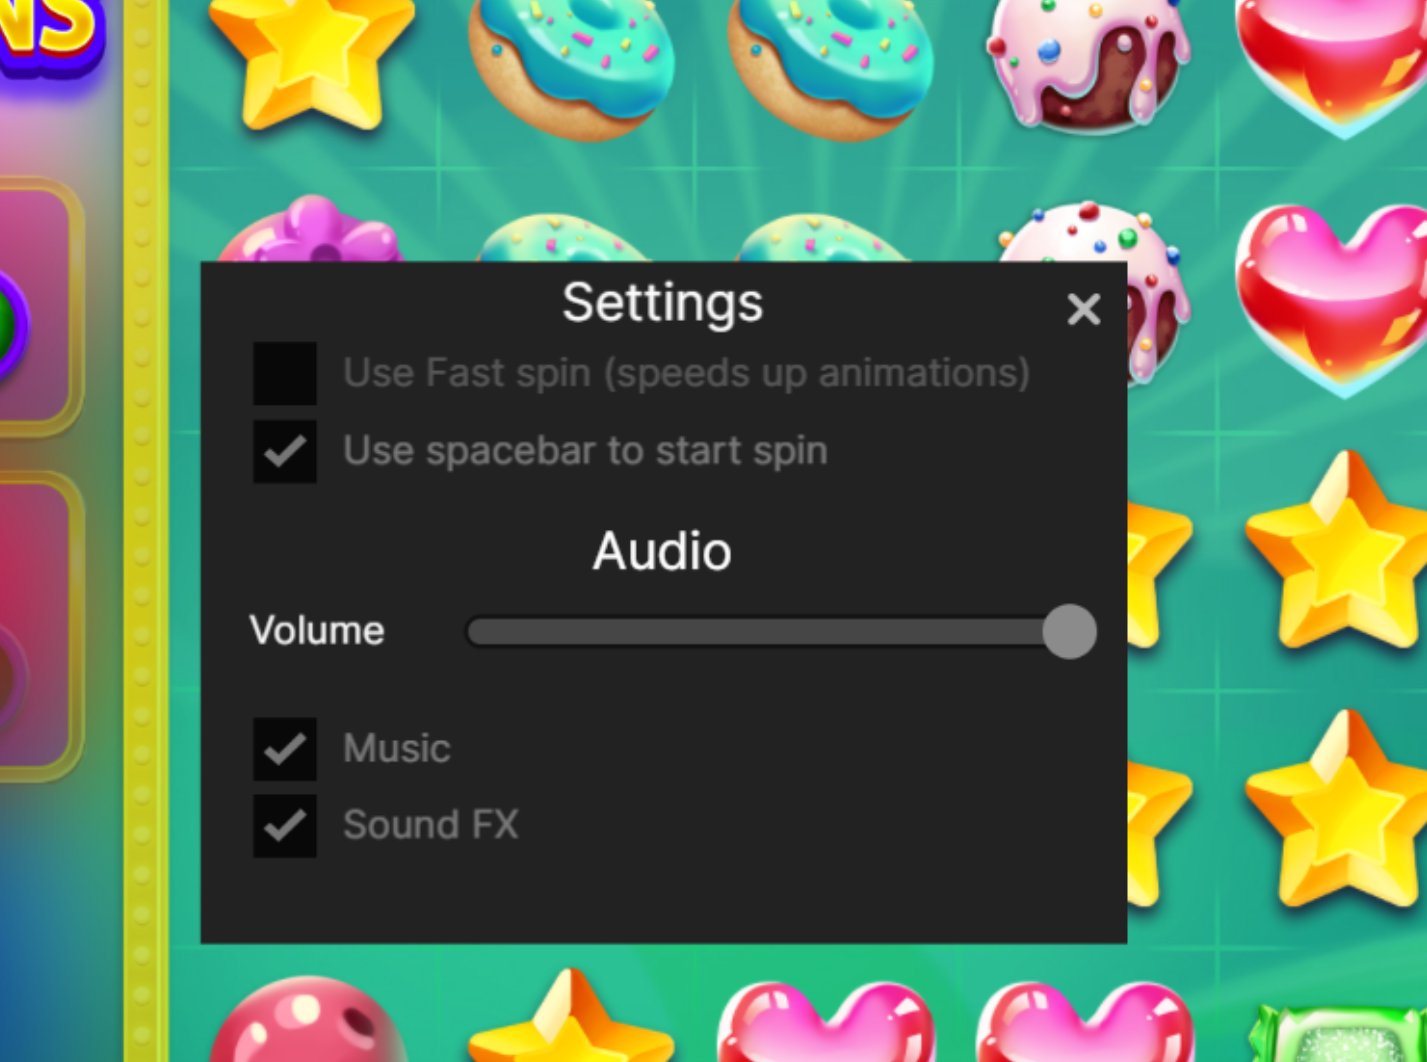 NS
Settings
Use Fast spin (speeds up animations)
Use spacebar to start spin
Audio
Volume
Music
Sound FX